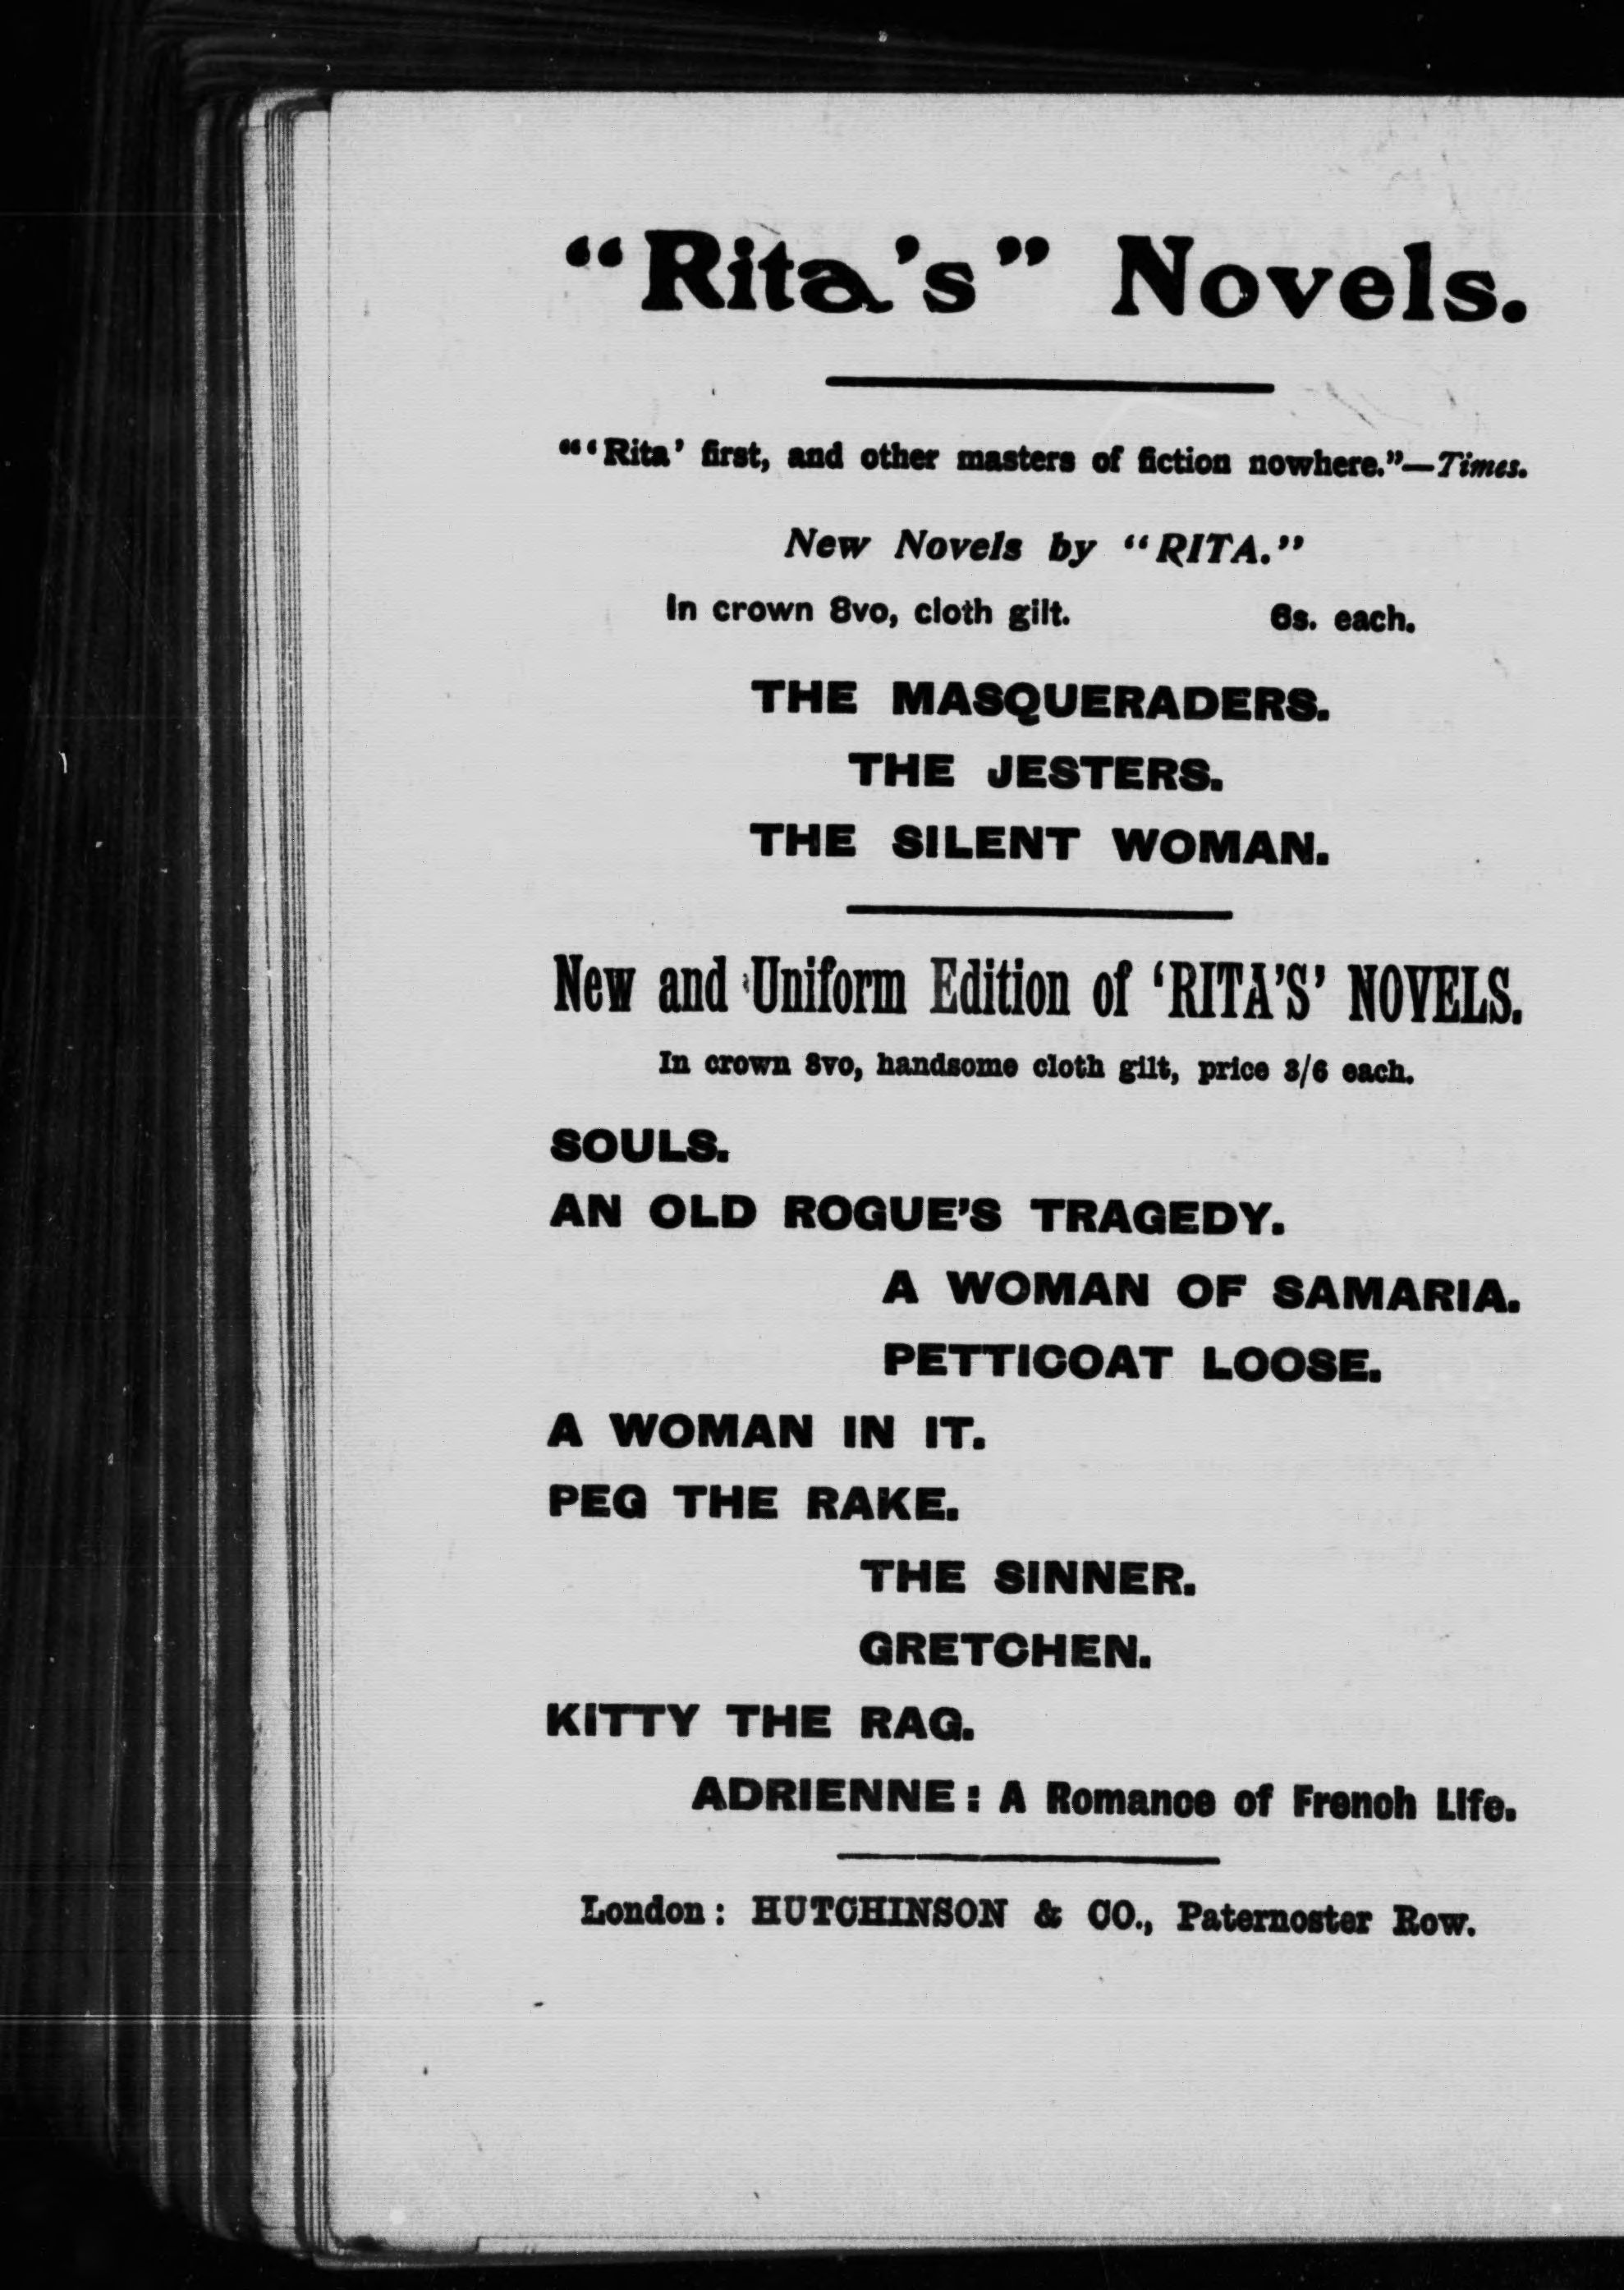 "Rita's" Novels.
"'Rita' first, and other masters of fiction nowhere."—Times.
New Novels by "RITA."
In crown 8vo, cloth gilt. 6s. each.
THE MASQUERADERS.
THE JESTERS.
THE SILENT WOMAN.
New and Uniform Edition of 'RITA'S' NOVELS.
In crown 8vo, handsome cloth gilt, price 3/6 each.
SOULS.
AN OLD ROGUE'S TRAGEDY.
A WOMAN OF SAMARIA.
PETTICOAT LOOSE.
A WOMAN IN IT.
PEG THE RAKE.
THE SINNER.
GRETCHEN.
KITTY THE RAG.
ADRIENNE: A Romance of French Life.
London: HUTCHINSON & CO., Paternoster Row.